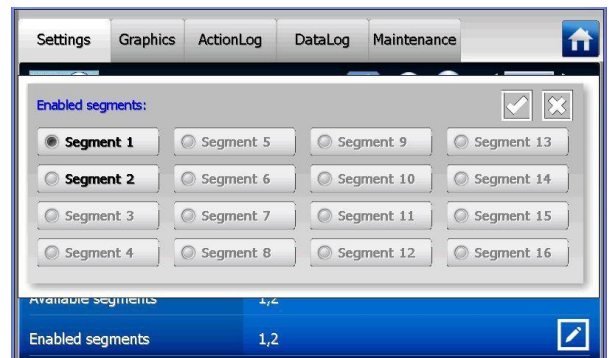 Settings Graphics ActionLog DataLog Maintenance
Enabled segments:
Segment 1 Segment 5 Segment 9 Segment 13
Segment 2 Segment 6 Segment 10 Segment 14
Segment 3 Segment 7 Segment 11 Segment 15
Segment 4 Segment 8 Segment 12 Segment 16
Available segments 1,2
Enabled segments 1,2